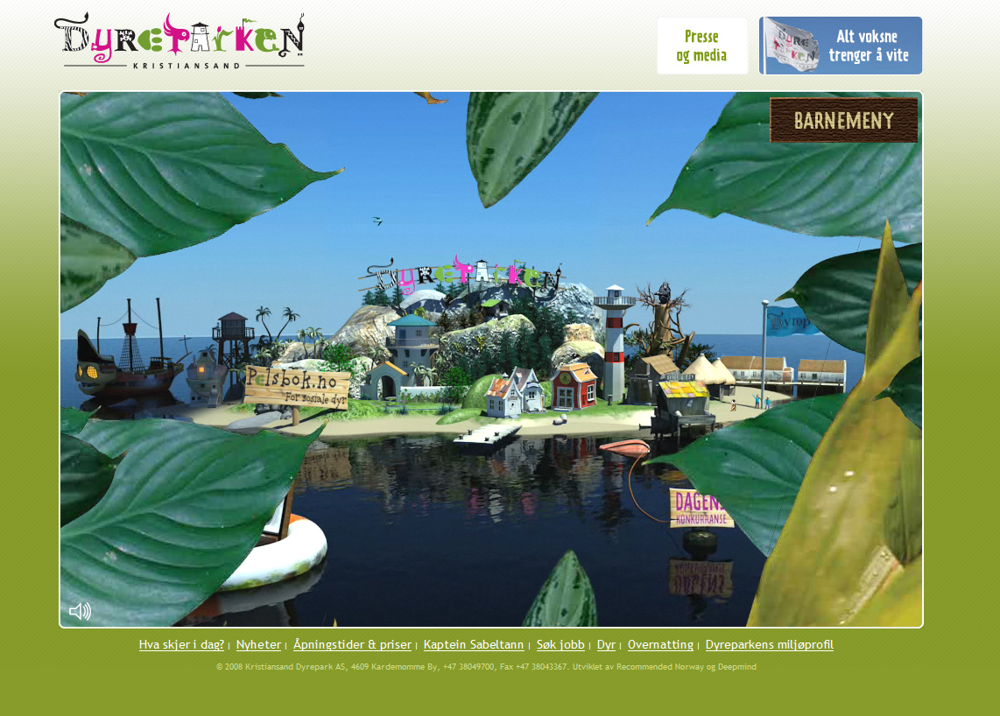 Dyreparken
KRISTIANSAND
Presse
og media
Alt voksne
trenger å vite
BARNEMENY
Dyreparken
Pelsbok.no
For sosiale dyr
DAGENS
KONKURRANSE
Hva skjer i dag? | Nyheter | Åpningstider & priser | Kaptein Sabeltann | Søk jobb | Dyr | Overnatting | Dyreparkens miljøprofil
© 2008 Kristiansand Dyrepark AS, 4609 Kardemomme By, +47 38049700, Fax +47 38043367. Utviklet av Recommended Norway og Deepmind